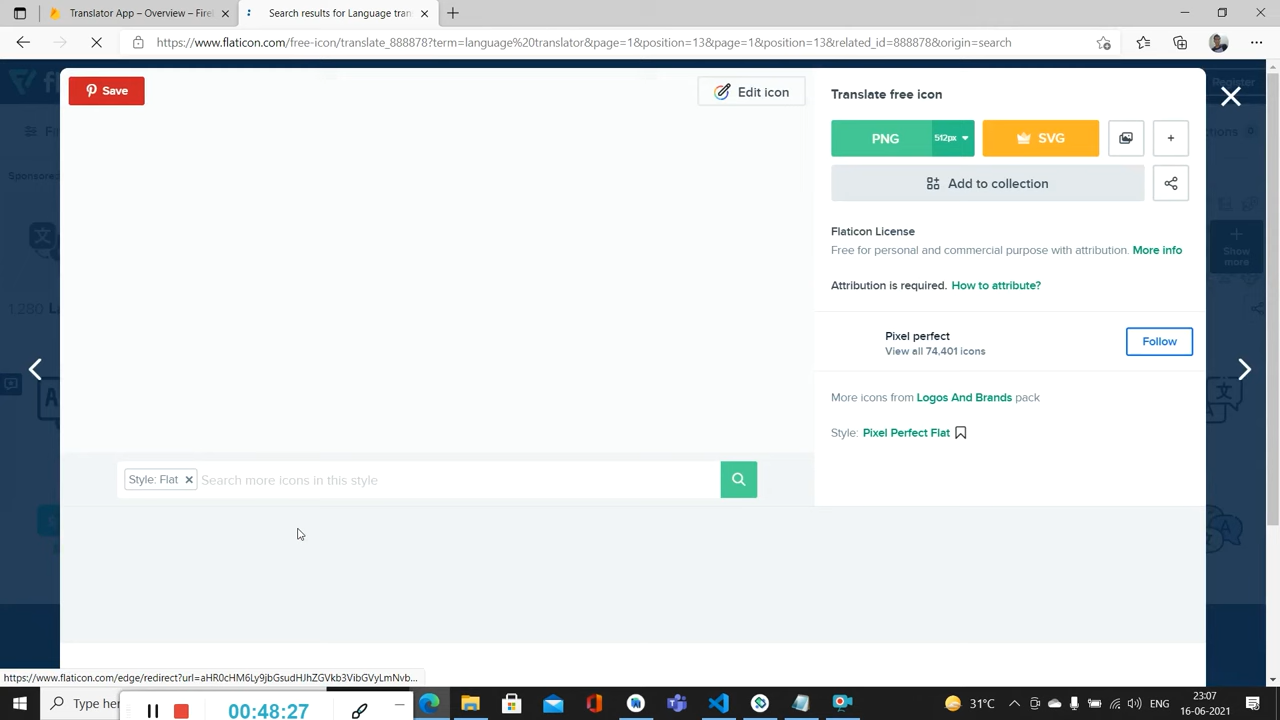 Translator App – Overview – Fire
Search results for Language tran
https://www.flaticon.com/free-icon/translate_888878?term=language%20translator&page=1&position=13&page=1&position=13&related_id=888878&origin=search
Save
Edit icon
Translate free icon
PNG
512px
SVG
Add to collection
Flaticon License
Free for personal and commercial purpose with attribution. More info
Attribution is required. How to attribute?
Pixel perfect
View all 74,401 icons
Follow
More icons from Logos And Brands pack
Style: Pixel Perfect Flat
Style: Flat
Search more icons in this style
Register
Show
more
https://www.flaticon.com/edge/redirect?url=aHR0cHM6Ly9jbGsudHJhZGVkb3VibGVyLmNvb...
Type her
00:48:27
31°C
ENG
23:07
16-06-2021